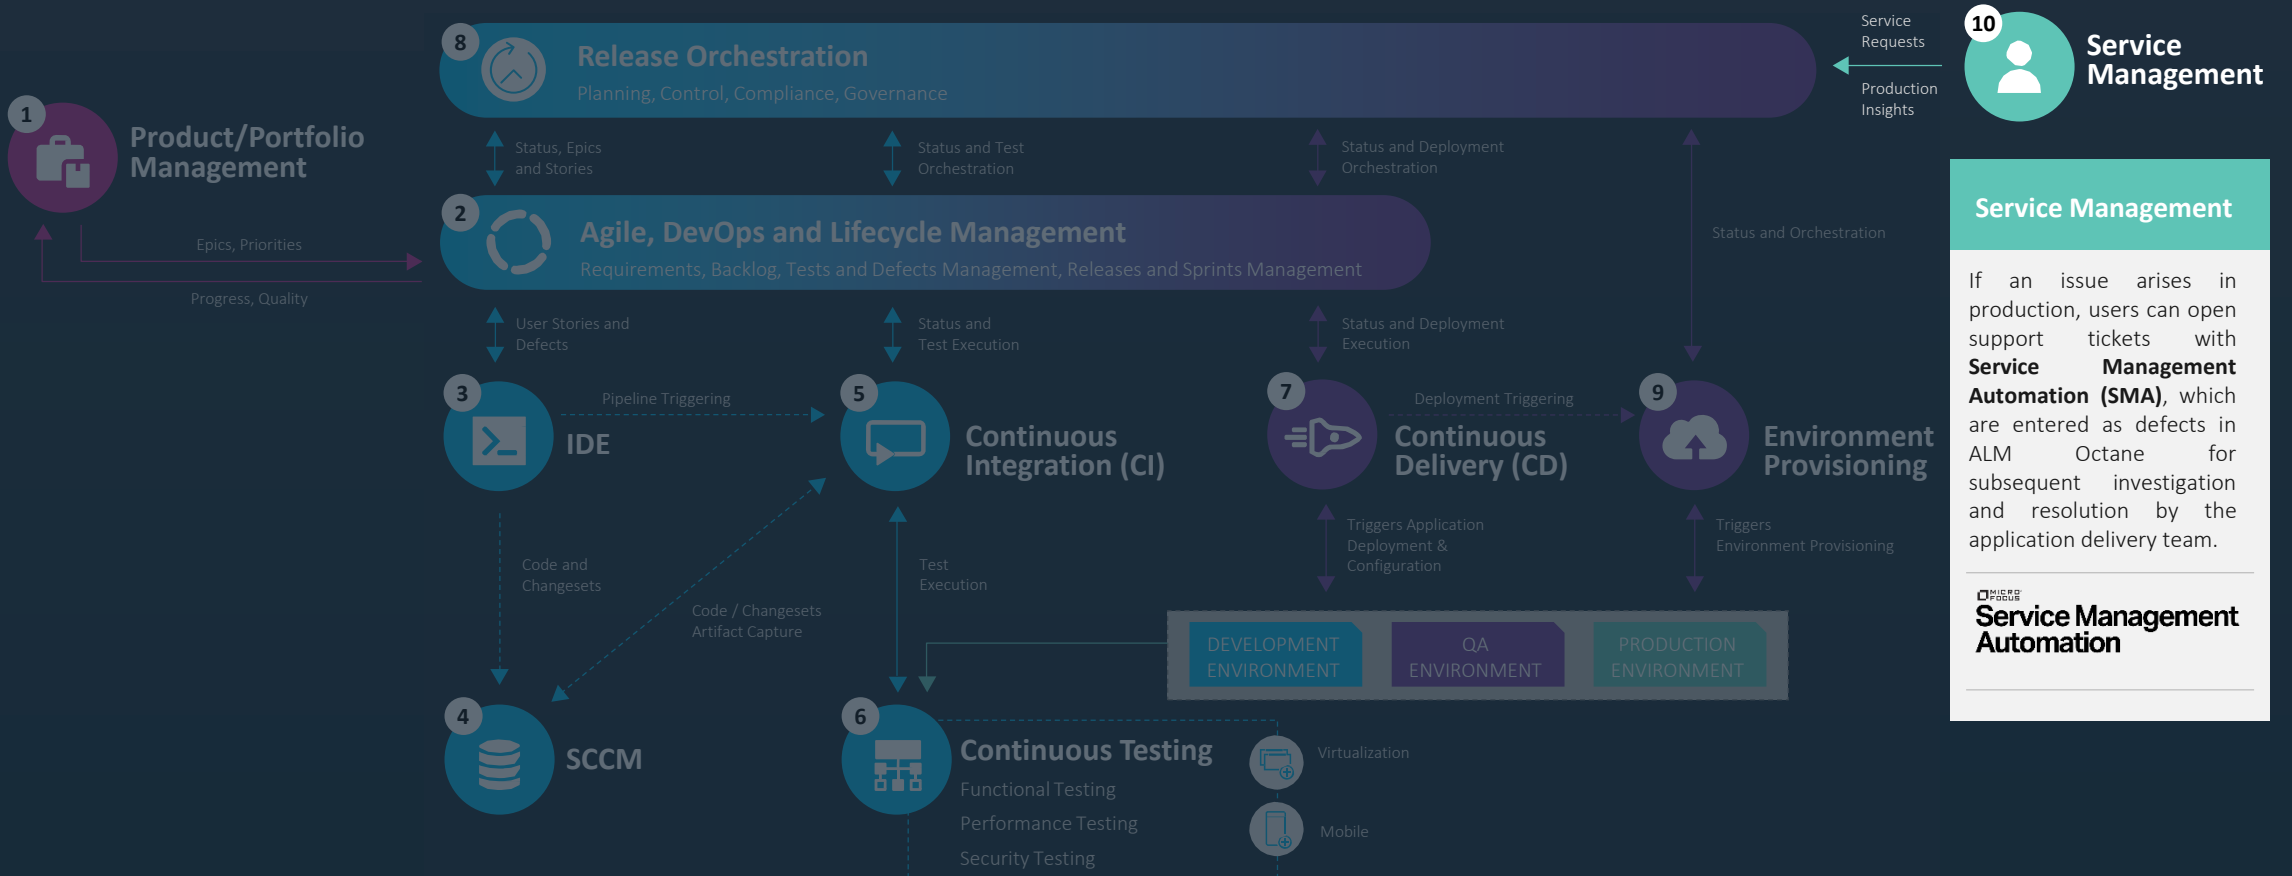 8
Release Orchestration
Planning, Control, Compliance, Governance
Service
Requests
Production
Insights
10
Service
Management
1
Product/Portfolio
Management
Status, Epics
and Stories
Status and Test
Orchestration
Status and Deployment
Orchestration
2
Agile, DevOps and Lifecycle Management
Requirements, Backlog, Tests and Defects Management, Releases and Sprints Management
Epics, Priorities
Progress, Quality
Status and Orchestration
User Stories and
Defects
Status and
Test Execution
Status and Deployment
Execution
3
IDE
Pipeline Triggering
5
Continuous
Integration (CI)
7
Continuous
Delivery (CD)
Deployment Triggering
9
Environment
Provisioning
Code and
Changesets
Code / Changesets
Artifact Capture
Test
Execution
Triggers Application
Deployment &
Configuration
Triggers
Environment Provisioning
DEVELOPMENT
ENVIRONMENT
QA
ENVIRONMENT
PRODUCTION
ENVIRONMENT
4
SCCM
6
Continuous Testing
Functional Testing
Performance Testing
Security Testing
Virtualization
Mobile
Service Management
If an issue arises in
production, users can open
support tickets with
Service Management
Automation (SMA), which
are entered as defects in
ALM Octane for
subsequent investigation
and resolution by the
application delivery team.
MICRO
FOCUS
Service Management
Automation